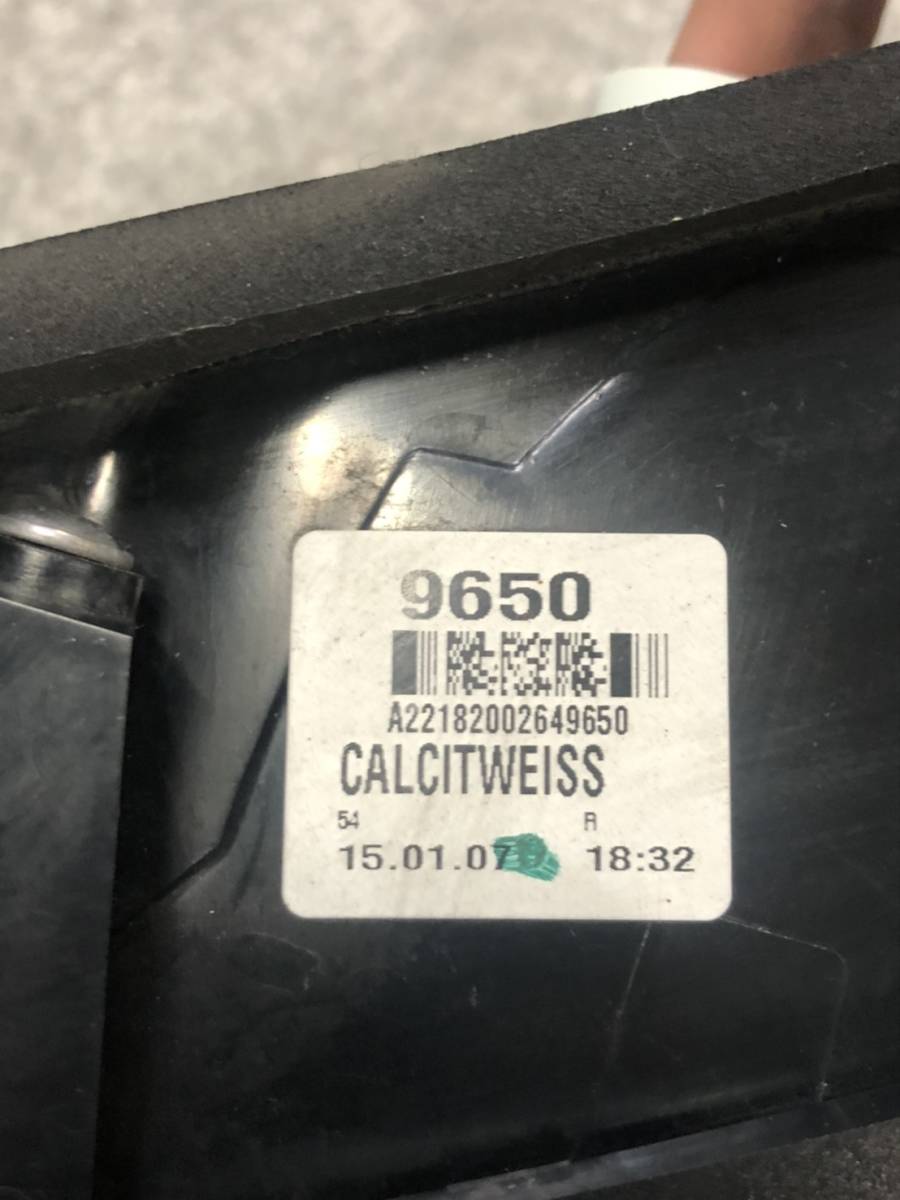 9650
A22182002649650
CALCITWEISS
54 R
15.01.07 18:32